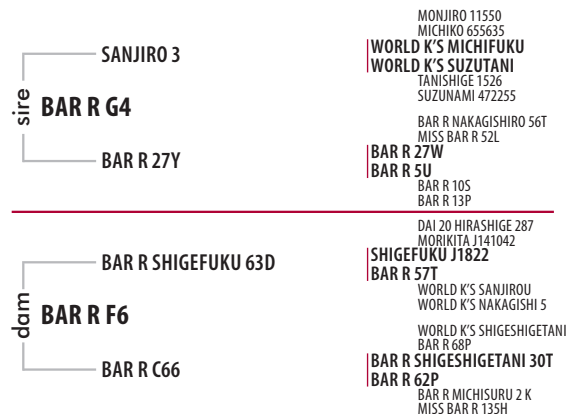 MONJIRO 11550
MICHIKO 655635
SANJIRO 3
WORLD K'S MICHIFUKU
WORLD K'S SUZUTANI
TANISHIGE 1526
SUZUNAMI 472255
sire
BAR R G4
BAR R NAKAGISHIRO 56T
MISS BAR R 52L
BAR R 27Y
BAR R 27W
BAR R 5U
BAR R 10S
BAR R 13P
DAI 20 HIRASHIGE 287
MORIKITA J141042
BAR R SHIGEFUKU 63D
SHIGEFUKU J1822
BAR R 57T
WORLD K'S SANJIROU
WORLD K'S NAKAGISHI 5
dam
BAR R F6
WORLD K'S SHIGESHIGETANI
BAR R 68P
BAR R C66
BAR R SHIGESHIGETANI 30T
BAR R 62P
BAR R MICHISURU 2 K
MISS BAR R 135H